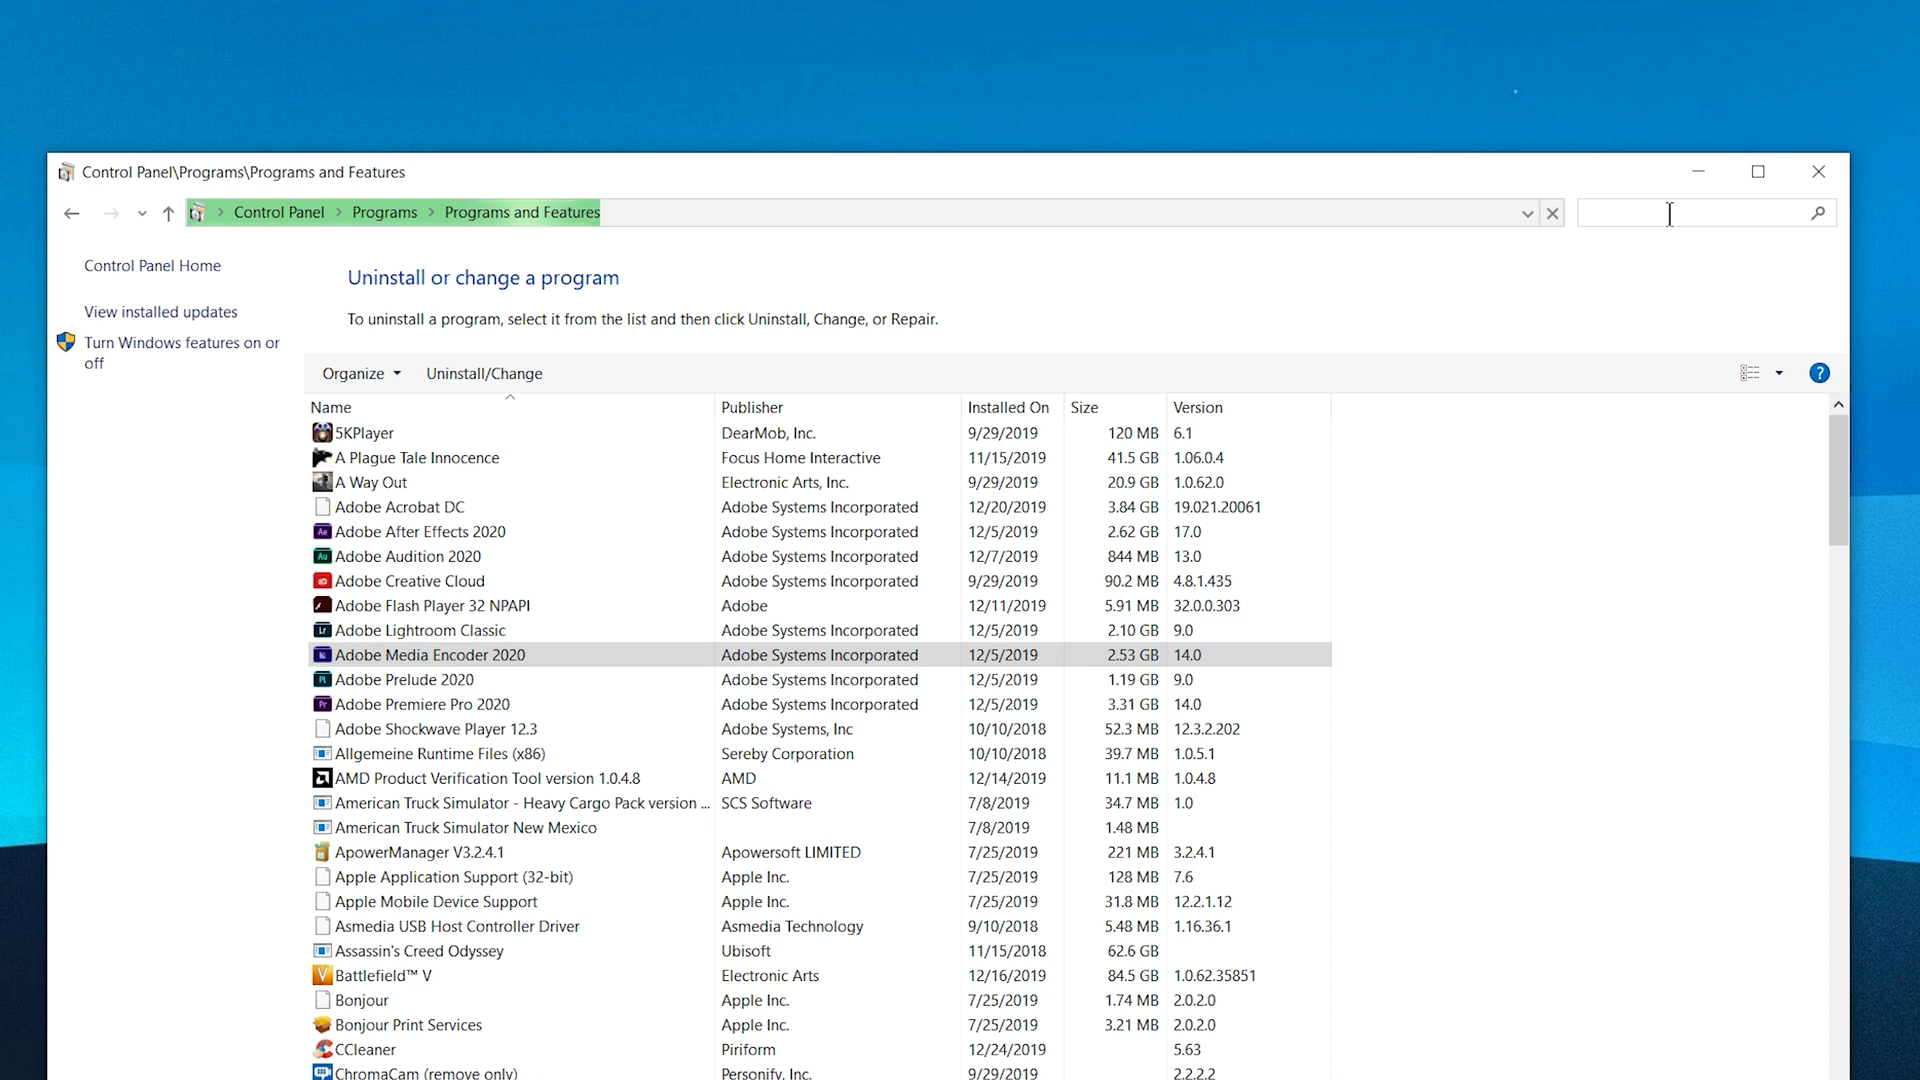 Control Panel\Programs\Programs and Features
Control Panel Programs Programs and Features
Control Panel Home
View installed updates
Turn Windows features on or
off
Uninstall or change a program
To uninstall a program, select it from the list and then click Uninstall, Change, or Repair.
Organize Uninstall/Change ?
Name Publisher Installed On Size Version
5KPlayer DearMob, Inc. 9/29/2019 120 MB 6.1
A Plague Tale Innocence Focus Home Interactive 11/15/2019 41.5 GB 1.06.0.4
A Way Out Electronic Arts, Inc. 9/29/2019 20.9 GB 1.0.62.0
Adobe Acrobat DC Adobe Systems Incorporated 12/20/2019 3.84 GB 19.021.20061
Ae Adobe After Effects 2020 Adobe Systems Incorporated 12/5/2019 2.62 GB 17.0
Au Adobe Audition 2020 Adobe Systems Incorporated 12/7/2019 844 MB 13.0
Adobe Creative Cloud Adobe Systems Incorporated 9/29/2019 90.2 MB 4.8.1.435
Adobe Flash Player 32 NPAPI Adobe 12/11/2019 5.91 MB 32.0.0.303
Lr Adobe Lightroom Classic Adobe Systems Incorporated 12/5/2019 2.10 GB 9.0
Adobe Media Encoder 2020 Adobe Systems Incorporated 12/5/2019 2.53 GB 14.0
Pl Adobe Prelude 2020 Adobe Systems Incorporated 12/5/2019 1.19 GB 9.0
Pr Adobe Premiere Pro 2020 Adobe Systems Incorporated 12/5/2019 3.31 GB 14.0
Adobe Shockwave Player 12.3 Adobe Systems, Inc 10/10/2018 52.3 MB 12.3.2.202
Allgemeine Runtime Files (x86) Sereby Corporation 10/10/2018 39.7 MB 1.0.5.1
AMD Product Verification Tool version 1.0.4.8 AMD 12/14/2019 11.1 MB 1.0.4.8
American Truck Simulator - Heavy Cargo Pack version ... SCS Software 7/8/2019 34.7 MB 1.0
American Truck Simulator New Mexico 7/8/2019 1.48 MB
ApowerManager V3.2.4.1 Apowersoft LIMITED 7/25/2019 221 MB 3.2.4.1
Apple Application Support (32-bit) Apple Inc. 7/25/2019 128 MB 7.6
Apple Mobile Device Support Apple Inc. 7/25/2019 31.8 MB 12.2.1.12
Asmedia USB Host Controller Driver Asmedia Technology 9/10/2018 5.48 MB 1.16.36.1
Assassin's Creed Odyssey Ubisoft 11/15/2018 62.6 GB
V Battlefield™ V Electronic Arts 12/16/2019 84.5 GB 1.0.62.35851
Bonjour Apple Inc. 7/25/2019 1.74 MB 2.0.2.0
Bonjour Print Services Apple Inc. 7/25/2019 3.21 MB 2.0.2.0
CCleaner Piriform 12/24/2019 5.63
ChromaCam (remove only) Personify, Inc. 9/29/2019 2.2.2.2